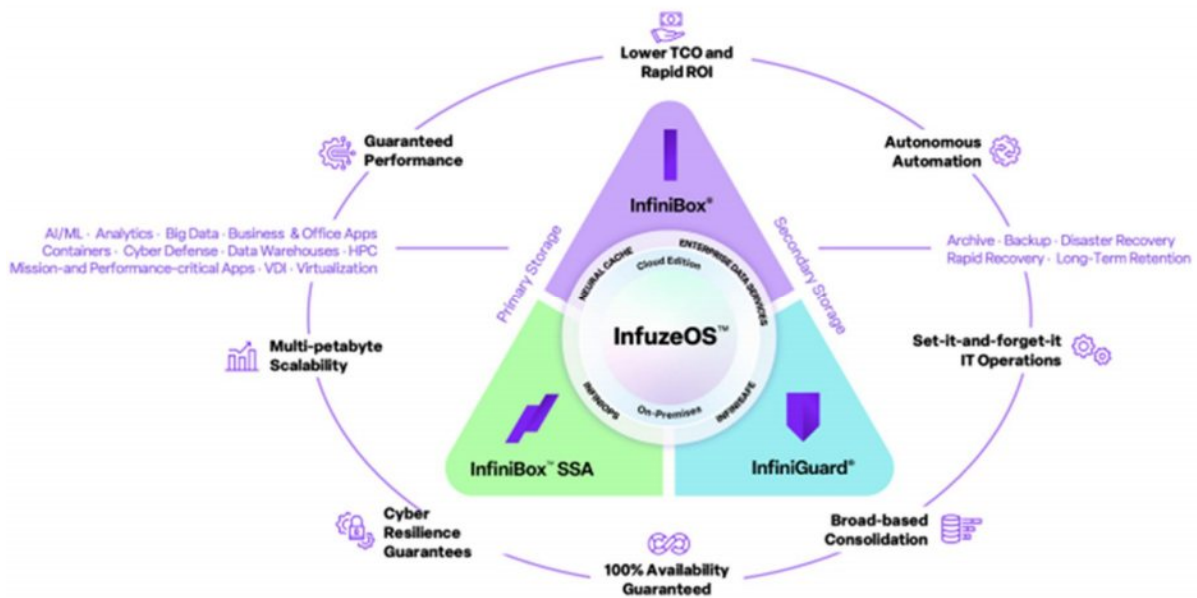 Lower TCO and
Rapid ROI
Guaranteed
Performance
Autonomous
Automation
InfiniBox®
AI/ML · Analytics · Big Data · Business & Office Apps
Containers · Cyber Defense · Data Warehouses · HPC
Mission-and Performance-critical Apps · VDI · Virtualization
Primary Storage
Secondary Storage
Archive · Backup · Disaster Recovery
Rapid Recovery · Long-Term Retention
NEURAL CACHE
ENTERPRISE DATA SERVICES
Cloud Edition
InfuzeOS™
On-Premises
INFINIOPS
INFINISAFE
Multi-petabyte
Scalability
Set-it-and-forget-it
IT Operations
InfiniBox™ SSA
InfiniGuard®
Cyber
Resilience
Guarantees
Broad-based
Consolidation
100% Availability
Guaranteed